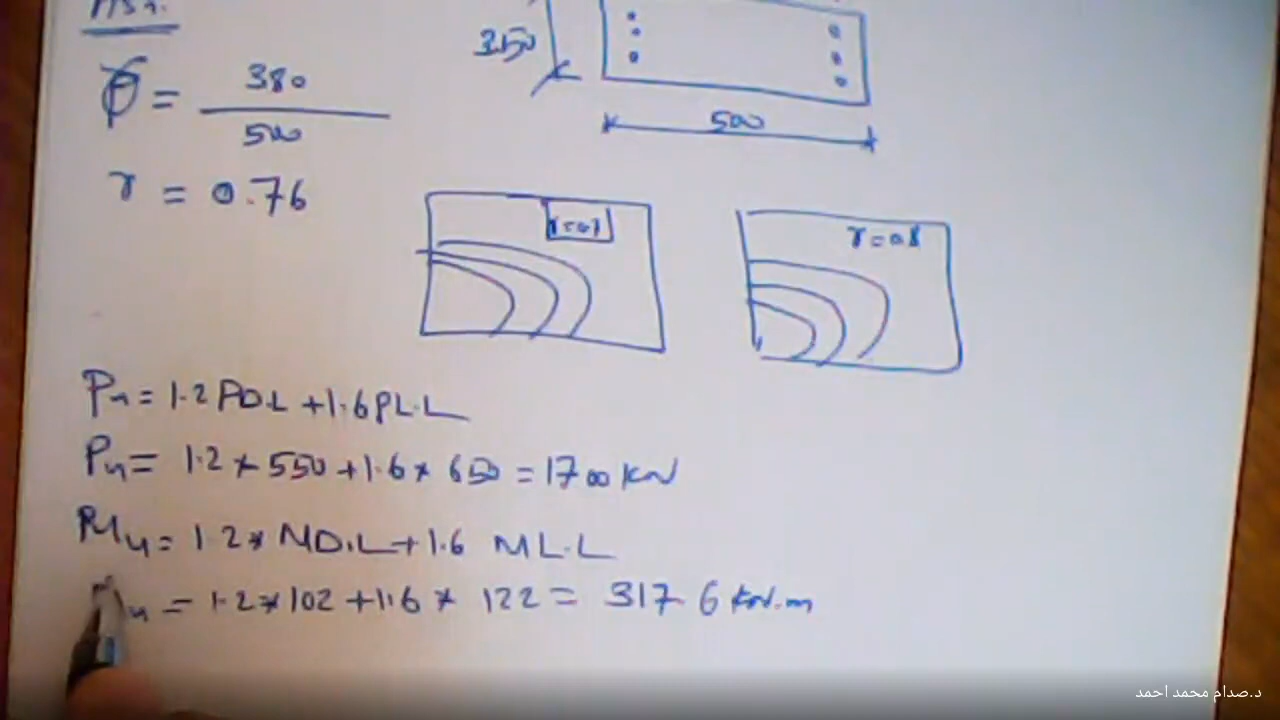 350
500
380
500
γ = 0.76
γ=0.7
γ=0.8
Pu = 1.2 PD.L + 1.6 PL.L
Pu = 1.2 * 550 + 1.6 * 650 = 1700 KN
Mu = 1.2 * MD.L + 1.6 ML.L
u = 1.2 * 102 + 1.6 * 122 = 317.6 KN.m
د.صدام محمد احمد